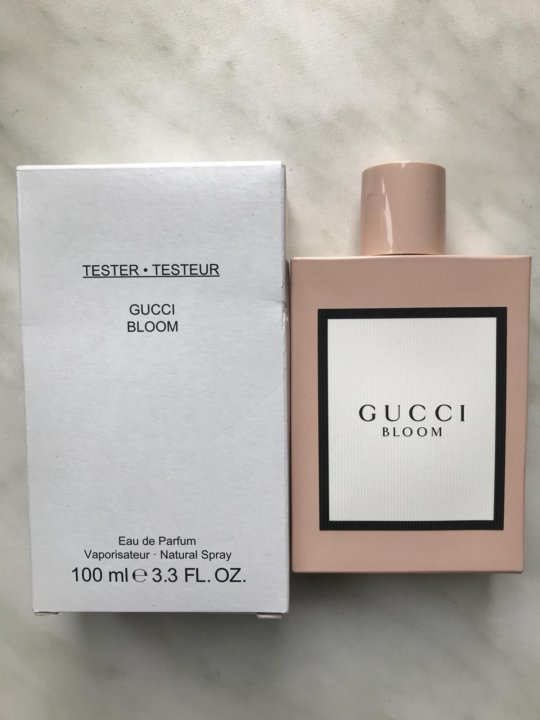 TESTER • TESTEUR
GUCCI
BLOOM
Eau de Parfum
Vaporisateur · Natural Spray
100 ml ℮ 3.3 FL. OZ.
GUCCI
BLOOM